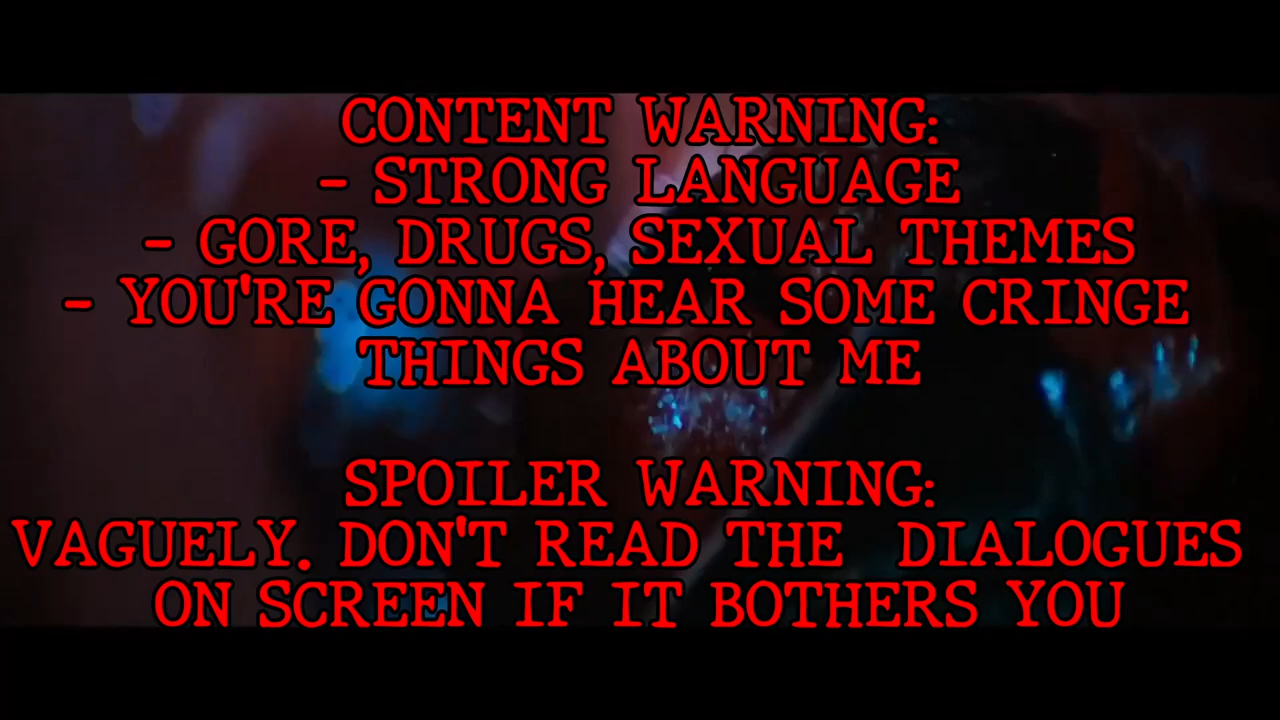 CONTENT WARNING:
- STRONG LANGUAGE
- GORE, DRUGS, SEXUAL THEMES
- YOU'RE GONNA HEAR SOME CRINGE
THINGS ABOUT ME
SPOILER WARNING:
VAGUELY. DON'T READ THE DIALOGUES
ON SCREEN IF IT BOTHERS YOU